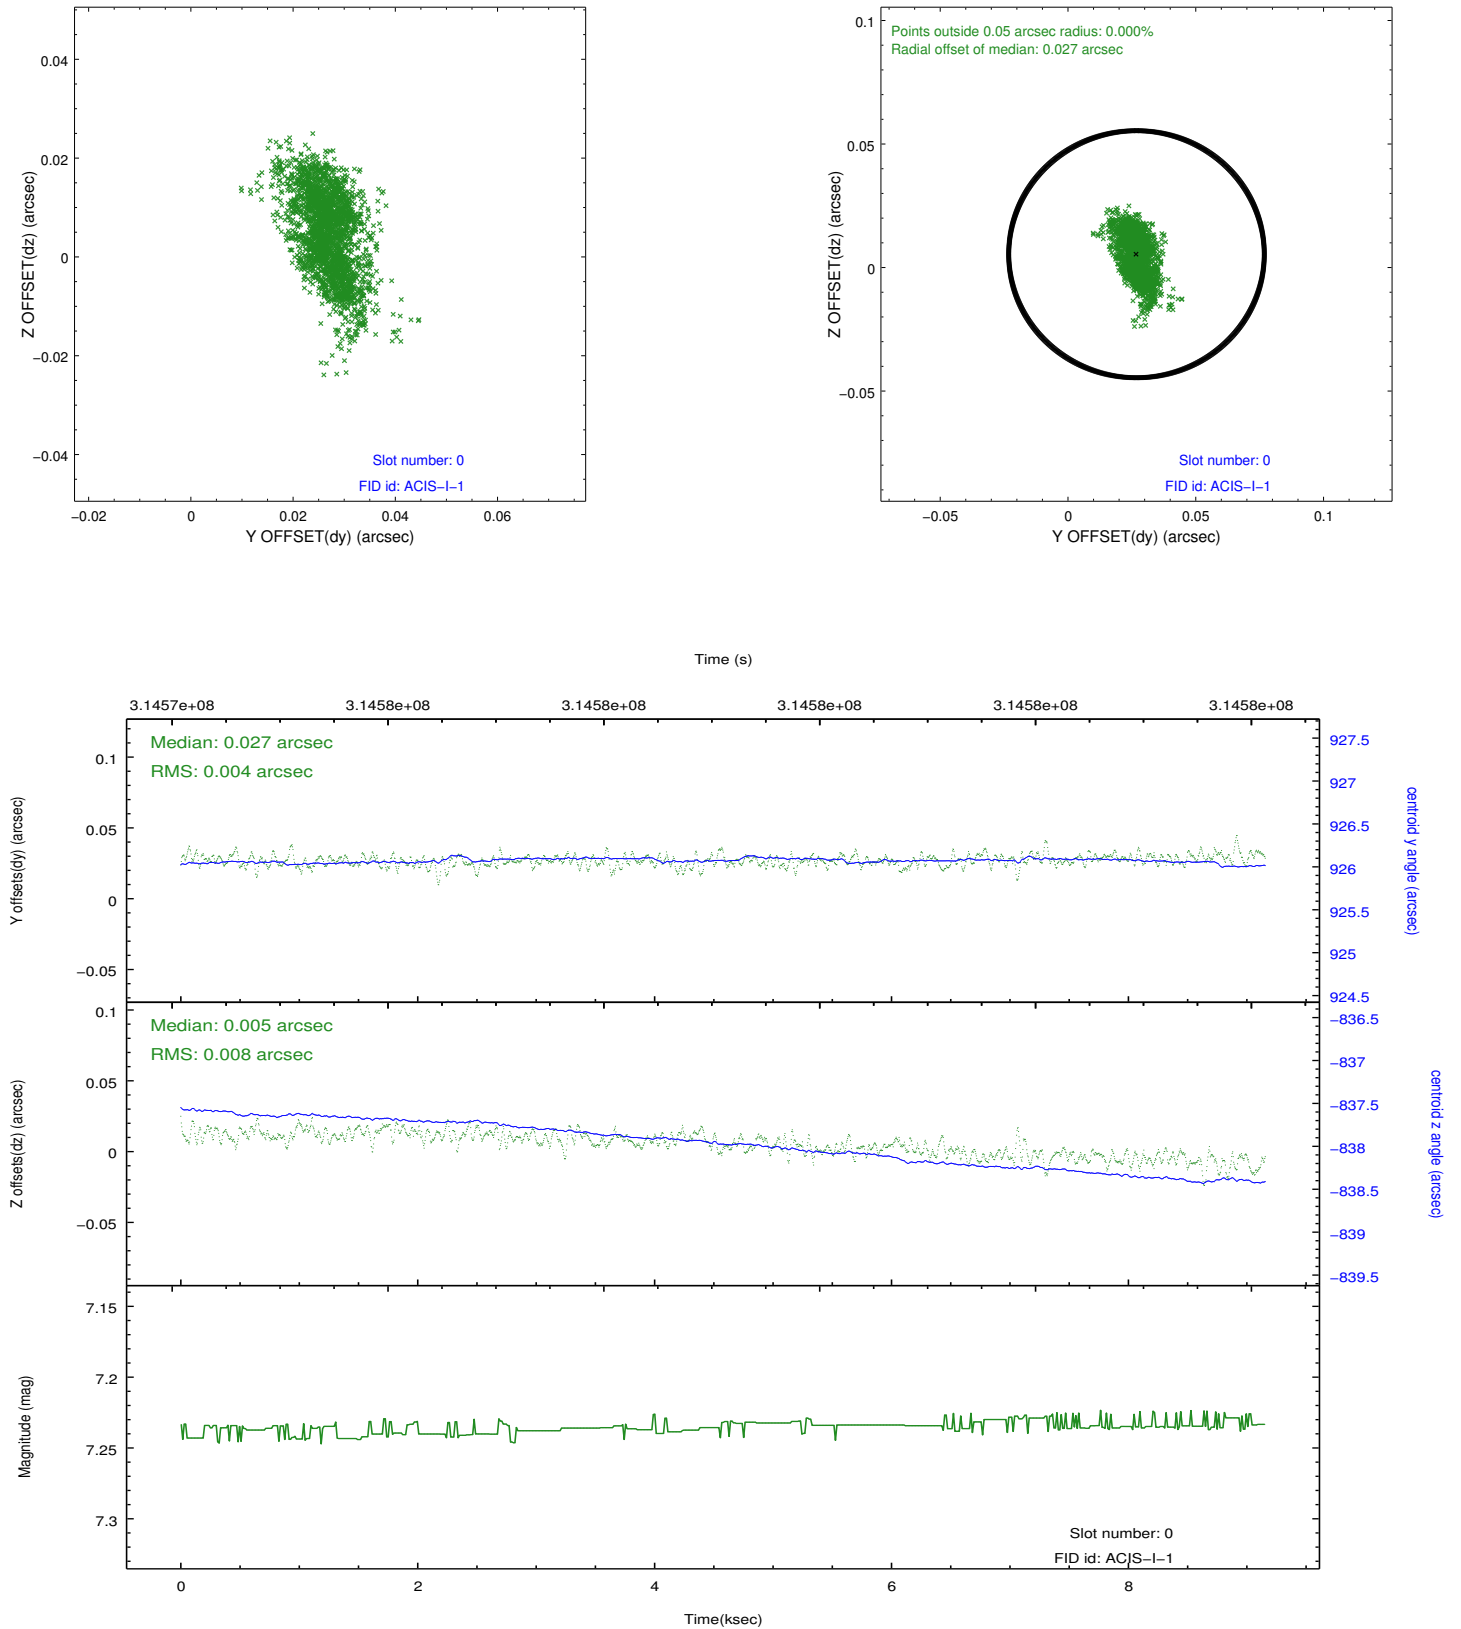 0.04
0.02
0
−0.02
−0.04
Z OFFSET(dz) (arcsec)
Slot number: 0
FID id: ACIS−I−1
−0.02 0 0.02 0.04 0.06
Y OFFSET(dy) (arcsec)
Points outside 0.05 arcsec radius: 0.000%
Radial offset of median: 0.027 arcsec
0.1
0.05
0
−0.05
Z OFFSET(dz) (arcsec)
Slot number: 0
FID id: ACIS−I−1
−0.05 0 0.05 0.1
Y OFFSET(dy) (arcsec)
Time (s)
3.1457e+08 3.1458e+08 3.1458e+08 3.1458e+08 3.1458e+08 3.1458e+08
Median: 0.027 arcsec
RMS: 0.004 arcsec
0.1
0.05
0
−0.05
Y offsets(dy) (arcsec)
927.5
927
926.5
926
925.5
925
924.5
centroid y angle (arcsec)
Median: 0.005 arcsec
RMS: 0.008 arcsec
0.1
0.05
0
−0.05
Z offsets(dz) (arcsec)
−836.5
−837
−837.5
−838
−838.5
−839
−839.5
centroid z angle (arcsec)
7.15
7.2
7.25
7.3
Magnitude (mag)
Slot number: 0
FID id: ACIS−I−1
0 2 4 6 8
Time(ksec)